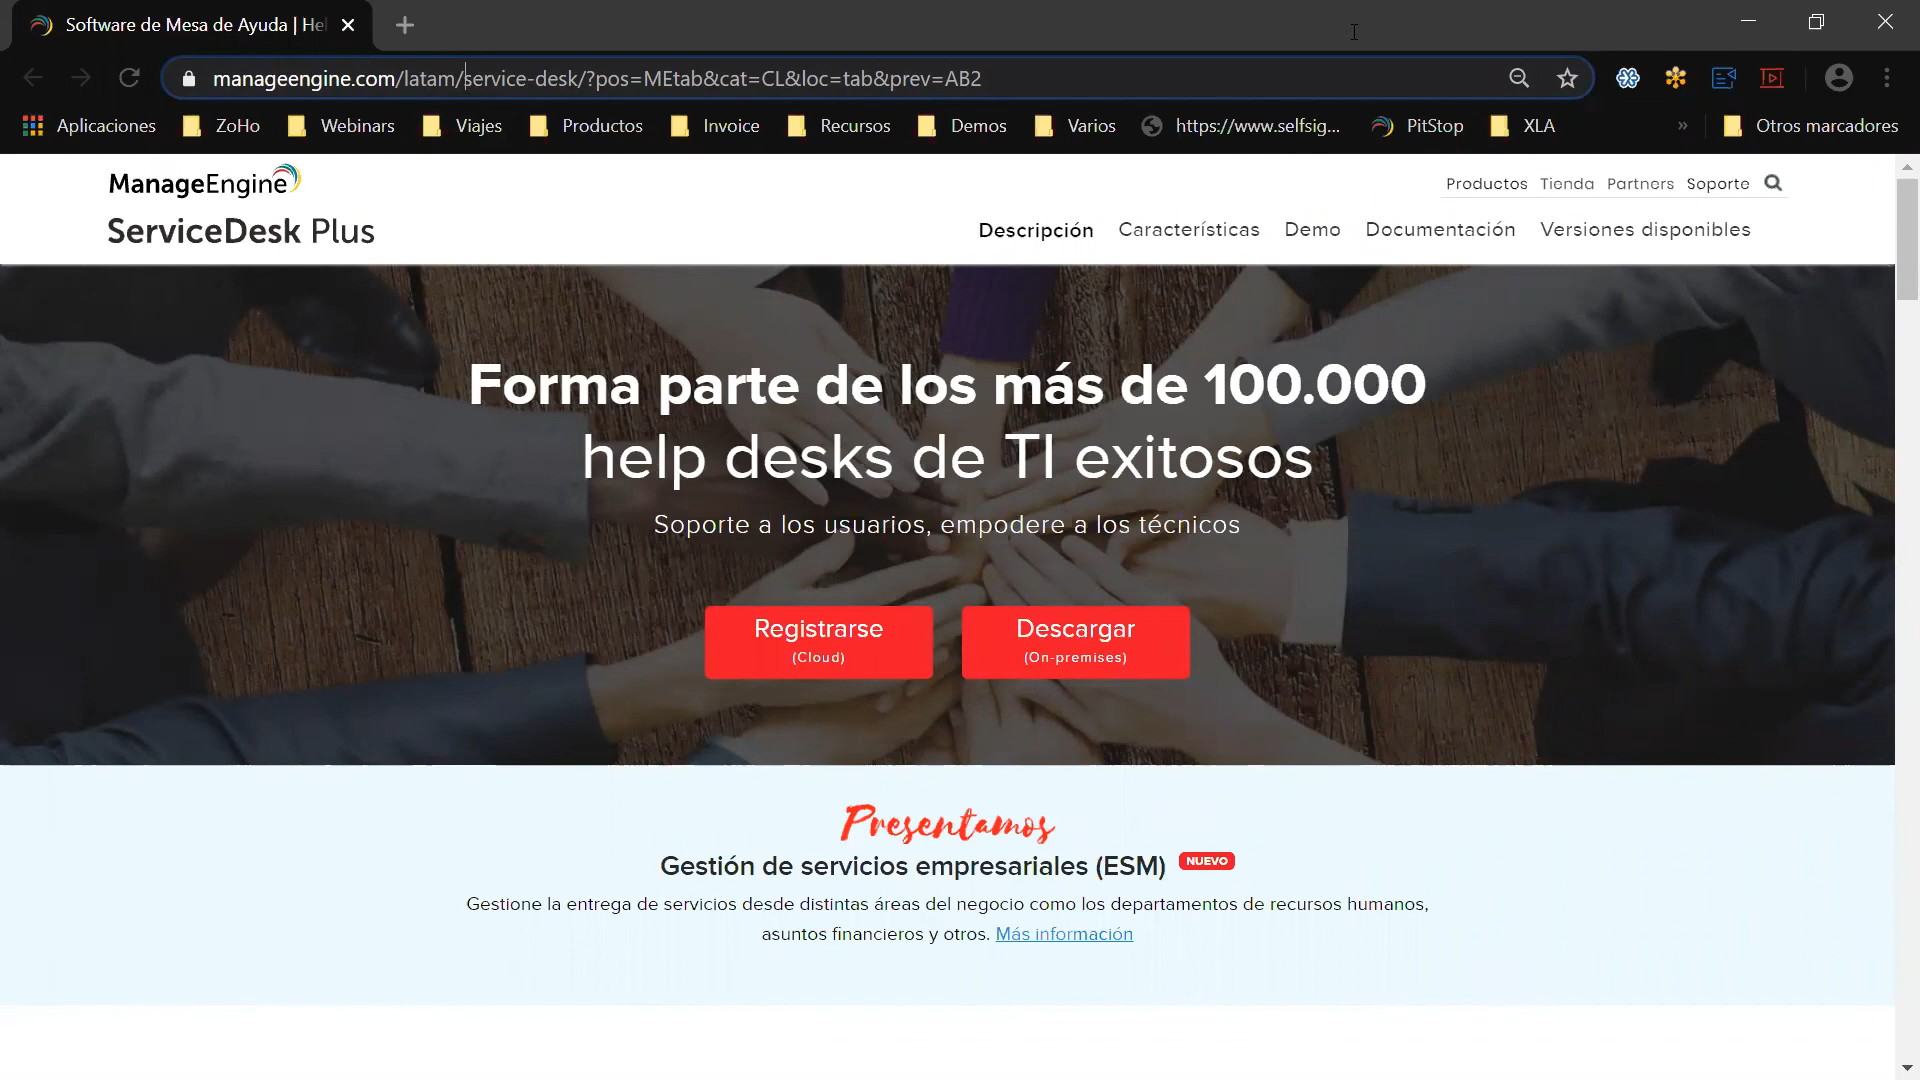 Software de Mesa de Ayuda | Hel
manageengine.com/latam/service-desk/?pos=MEtab&cat=CL&loc=tab&prev=AB2
Aplicaciones ZoHo Webinars Viajes Productos Invoice Recursos Demos Varios https://www.selfsig... PitStop XLA » Otros marcadores
ManageEngine
Productos Tienda Partners Soporte
ServiceDesk Plus
Descripción Características Demo Documentación Versiones disponibles
Forma parte de los más de 100.000
help desks de TI exitosos
Soporte a los usuarios, empodere a los técnicos
Registrarse
(Cloud)
Descargar
(On-premises)
Presentamos
Gestión de servicios empresariales (ESM) NUEVO
Gestione la entrega de servicios desde distintas áreas del negocio como los departamentos de recursos humanos,
asuntos financieros y otros. Más información